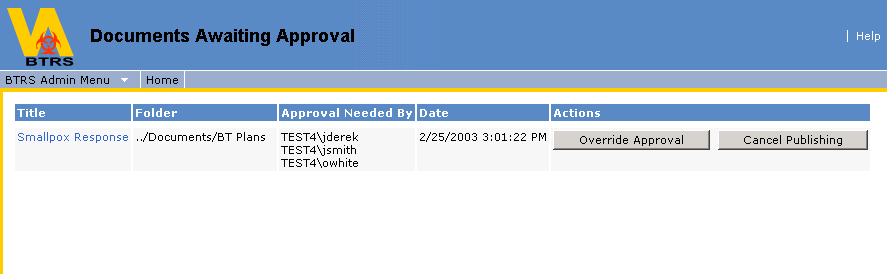 VA
BTRS
Documents Awaiting Approval
| Help
BTRS Admin Menu
Home
Title Folder Approval Needed By Date Actions
Smallpox Response ../Documents/BT Plans TEST4\jderek 2/25/2003 3:01:22 PM Override Approval Cancel Publishing
TEST4\jsmith
TEST4\owhite